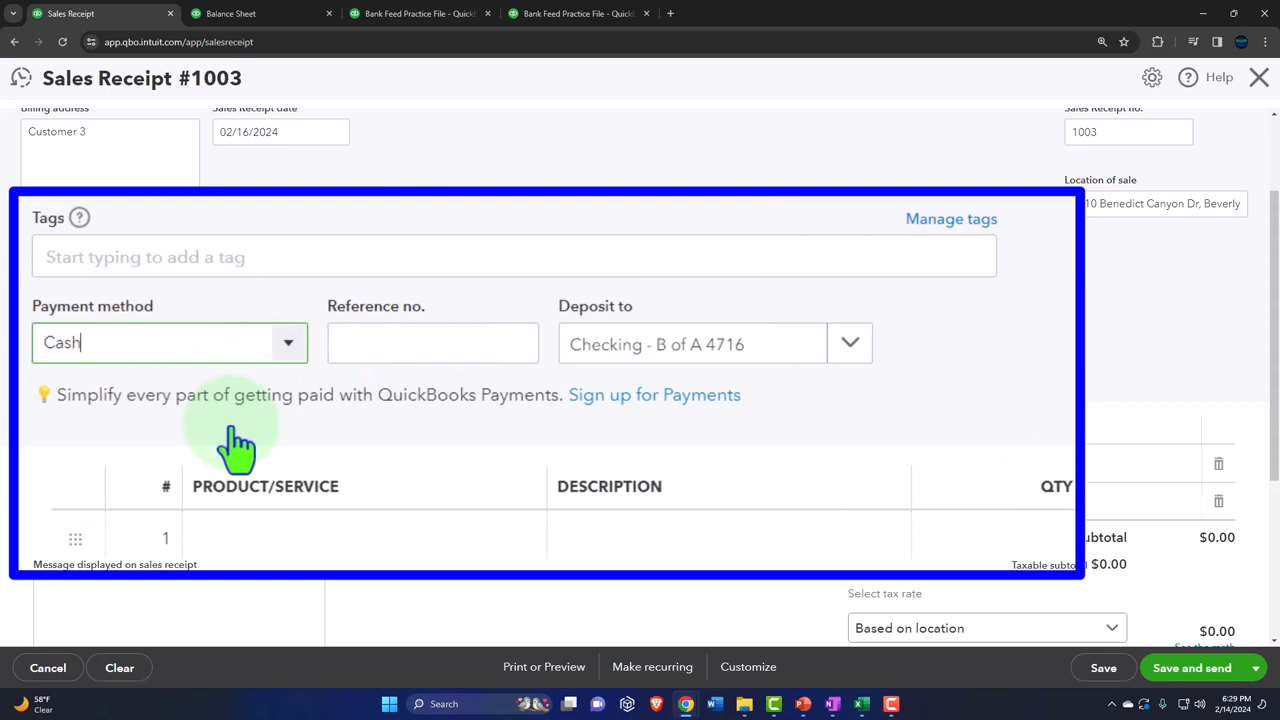 Sales Receipt
Balance Sheet
Bank Feed Practice File - QuickI
Bank Feed Practice File - QuickI
app.qbo.intuit.com/app/salesreceipt
Sales Receipt #1003
Help
Billing address
Sales Receipt date
Sales Receipt no.
Customer 3
02/16/2024
1003
Location of sale
10 Benedict Canyon Dr, Beverly
Tags ?
Manage tags
Start typing to add a tag
Payment method
Reference no.
Deposit to
Cash
Checking - B of A 4716
Simplify every part of getting paid with QuickBooks Payments. Sign up for Payments
# PRODUCT/SERVICE DESCRIPTION QTY
1
ubtotal $0.00
Message displayed on sales receipt
Taxable subtot $0.00
Select tax rate
Based on location
$0.00
Cancel
Clear
Print or Preview
Make recurring
Customize
Save
Save and send
58°F
Clear
Search
6:29 PM
2/14/2024